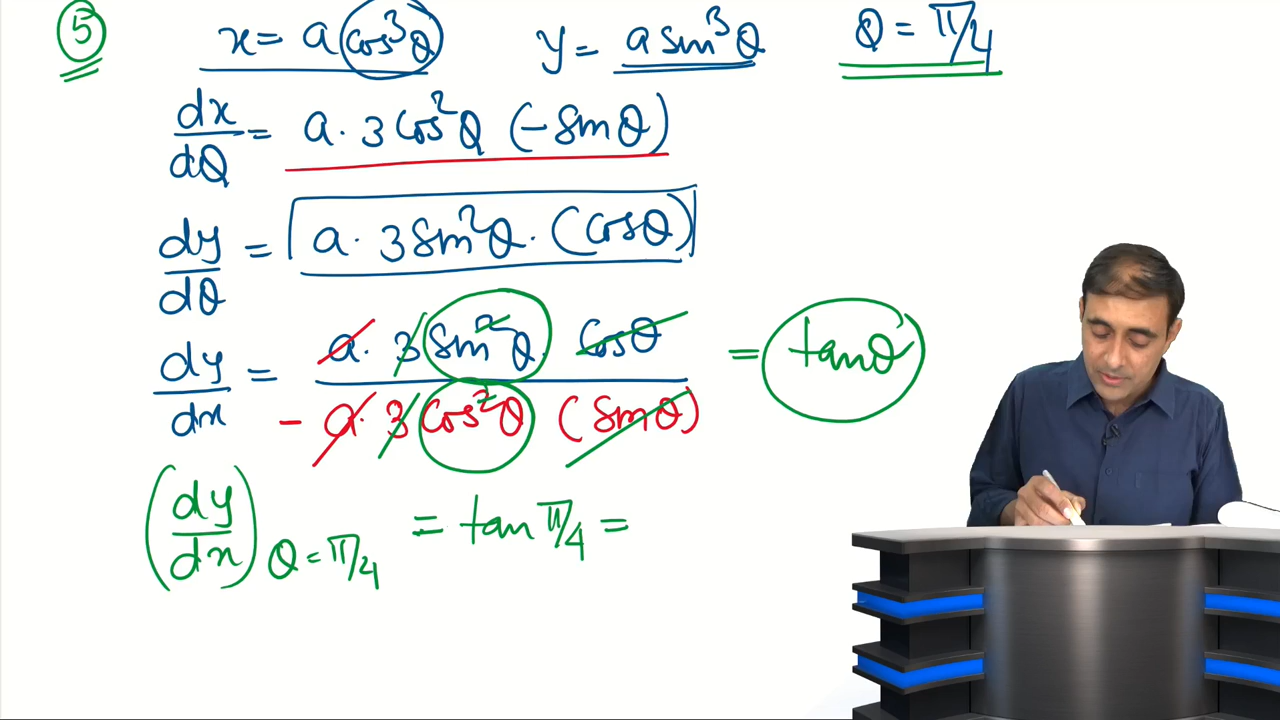 5 x = a cos³θ y = a sin³θ θ = π/4
dx/dθ = a · 3 cos²θ (- sinθ)
dy/dθ = a · 3 sin²θ · (cosθ)
dy/dx = a · 3 sin²θ · cosθ / - a · 3 cos²θ (sinθ) = tanθ
(dy/dx) θ = π/4 = tan π/4 =